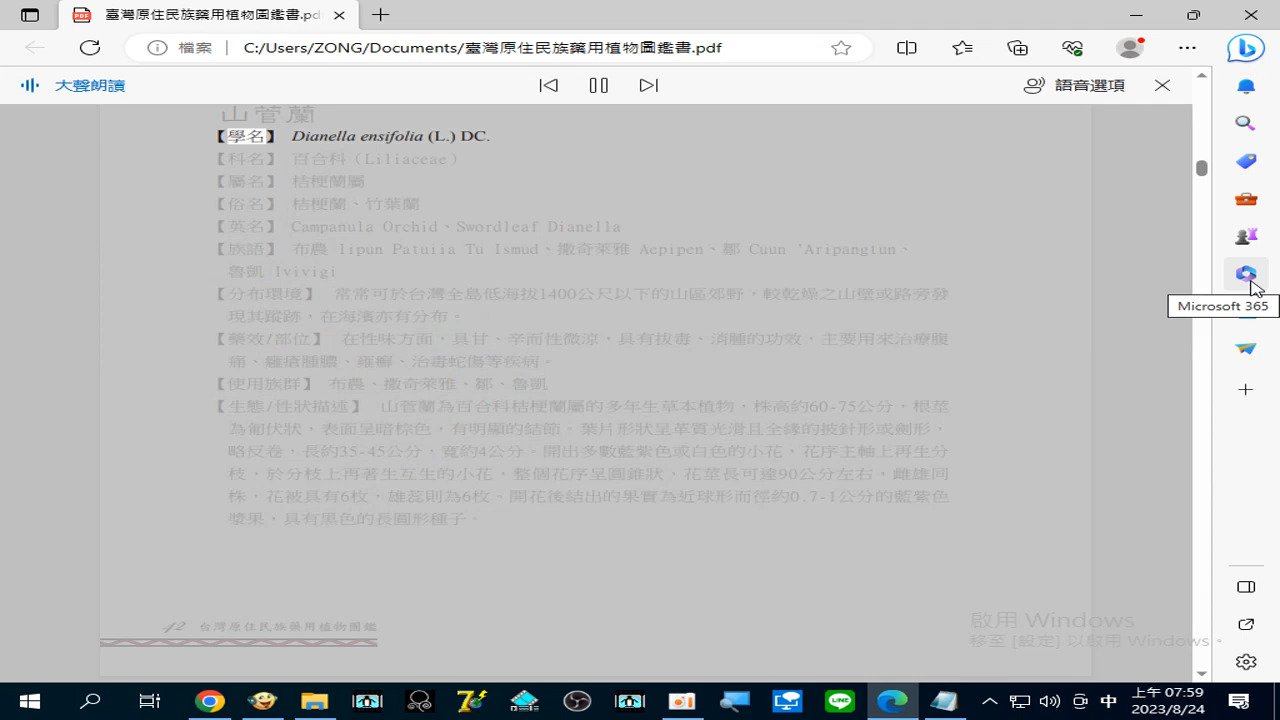 臺灣原住民族藥用植物圖鑑書.pd
檔案 C:/Users/ZONG/Documents/臺灣原住民族藥用植物圖鑑書.pdf
大聲朗讀
語音選項
山菅蘭
【學名】 Dianella ensifolia (L.) DC.
【科名】 百合科（Liliaceae）
【屬名】 桔梗蘭屬
【俗名】 桔梗蘭、竹葉蘭
【英名】 Campanula Orchid、Swordleaf Dianella
【族語】 布農 Iipun Patuiia Tu Ismud、撒奇萊雅 Aepipen、鄒 Cuun 'Aripangtun、
魯凱 Ivivigi
【分布環境】 常常可於台灣全島低海拔1400公尺以下的山區郊野，較乾燥之山壁或路旁發
現其蹤跡，在海濱亦有分布。
【藥效/部位】 在性味方面，具甘、辛而性微涼，具有拔毒、消腫的功效，主要用來治療腹
痛、癰瘡腫膿、瘫癬、治毒蛇傷等疾病。
【使用族群】 布農、撒奇萊雅、鄒、魯凱
【生態/性狀描述】 山菅蘭為百合科桔梗蘭屬的多年生草本植物，株高約60-75公分，根莖
為匍伏狀，表面呈暗棕色，有明顯的結節。葉片形狀呈革質光滑且全緣的披針形或劍形，
略反卷，長約35-45公分，寬約4公分。開出多數藍紫色或白色的小花，花序主軸上再生分
枝，於分枝上再著生互生的小花，整個花序呈圓錐狀，花莖長可達90公分左右，雌雄同
株，花被具有6枚，雄蕊則為6枚。開花後結出的果實為近球形而徑約0.7-1公分的藍紫色
漿果，具有黑色的長圓形種子。
42 台灣原住民族藥用植物圖鑑
Microsoft 365
啟用 Windows
移至 [設定] 以啟用 Windows。
中
上午 07:59
2023/8/24